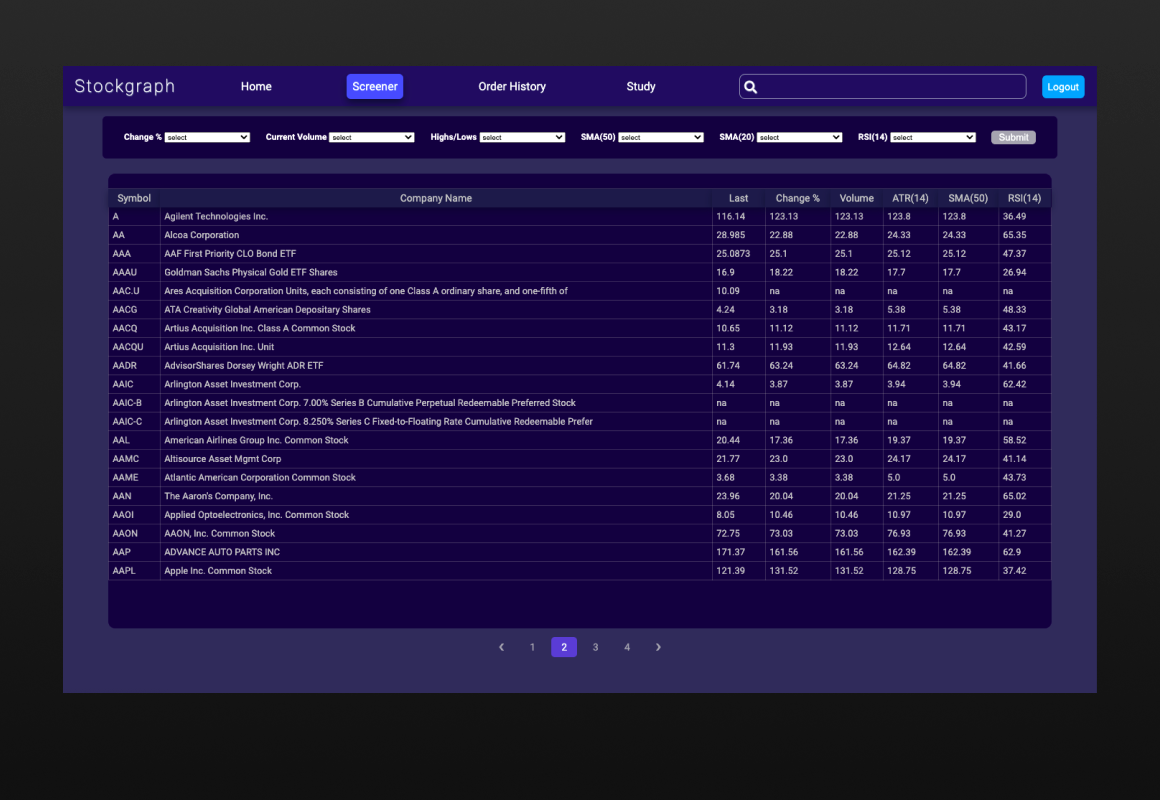 Stockgraph Home Screener Order History Study Logout
Change % select Current Volume select Highs/Lows select SMA(50) select SMA(20) select RSI(14) select Submit
Symbol Company Name Last Change % Volume ATR(14) SMA(50) RSI(14)
A Agilent Technologies Inc. 116.14 123.13 123.13 123.8 123.8 36.49
AA Alcoa Corporation 28.985 22.88 22.88 24.33 24.33 65.35
AAA AAF First Priority CLO Bond ETF 25.0873 25.1 25.1 25.12 25.12 47.37
AAAU Goldman Sachs Physical Gold ETF Shares 16.9 18.22 18.22 17.7 17.7 26.94
AAC.U Ares Acquisition Corporation Units, each consisting of one Class A ordinary share, and one-fifth of 10.09 na na na na na
AACG ATA Creativity Global American Depositary Shares 4.24 3.18 3.18 5.38 5.38 48.33
AACQ Artius Acquisition Inc. Class A Common Stock 10.65 11.12 11.12 11.71 11.71 43.17
AACQU Artius Acquisition Inc. Unit 11.3 11.93 11.93 12.64 12.64 42.59
AADR AdvisorShares Dorsey Wright ADR ETF 61.74 63.24 63.24 64.82 64.82 41.66
AAIC Arlington Asset Investment Corp. 4.14 3.87 3.87 3.94 3.94 62.42
AAIC-B Arlington Asset Investment Corp. 7.00% Series B Cumulative Perpetual Redeemable Preferred Stock na na na na na na
AAIC-C Arlington Asset Investment Corp. 8.250% Series C Fixed-to-Floating Rate Cumulative Redeemable Prefer na na na na na na
AAL American Airlines Group Inc. Common Stock 20.44 17.36 17.36 19.37 19.37 58.52
AAMC Altisource Asset Mgmt Corp 21.77 23.0 23.0 24.17 24.17 41.14
AAME Atlantic American Corporation Common Stock 3.68 3.38 3.38 5.0 5.0 43.73
AAN The Aaron's Company, Inc. 23.96 20.04 20.04 21.25 21.25 65.02
AAOI Applied Optoelectronics, Inc. Common Stock 8.05 10.46 10.46 10.97 10.97 29.0
AAON AAON, Inc. Common Stock 72.75 73.03 73.03 76.93 76.93 41.27
AAP ADVANCE AUTO PARTS INC 171.37 161.56 161.56 162.39 162.39 62.9
AAPL Apple Inc. Common Stock 121.39 131.52 131.52 128.75 128.75 37.42
‹ 1 2 3 4 ›